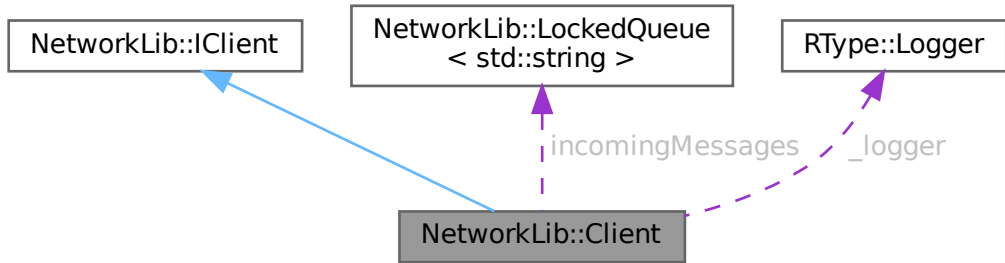 NetworkLib::IClient
NetworkLib::LockedQueue
< std::string >
RType::Logger
incomingMessages
_logger
NetworkLib::Client